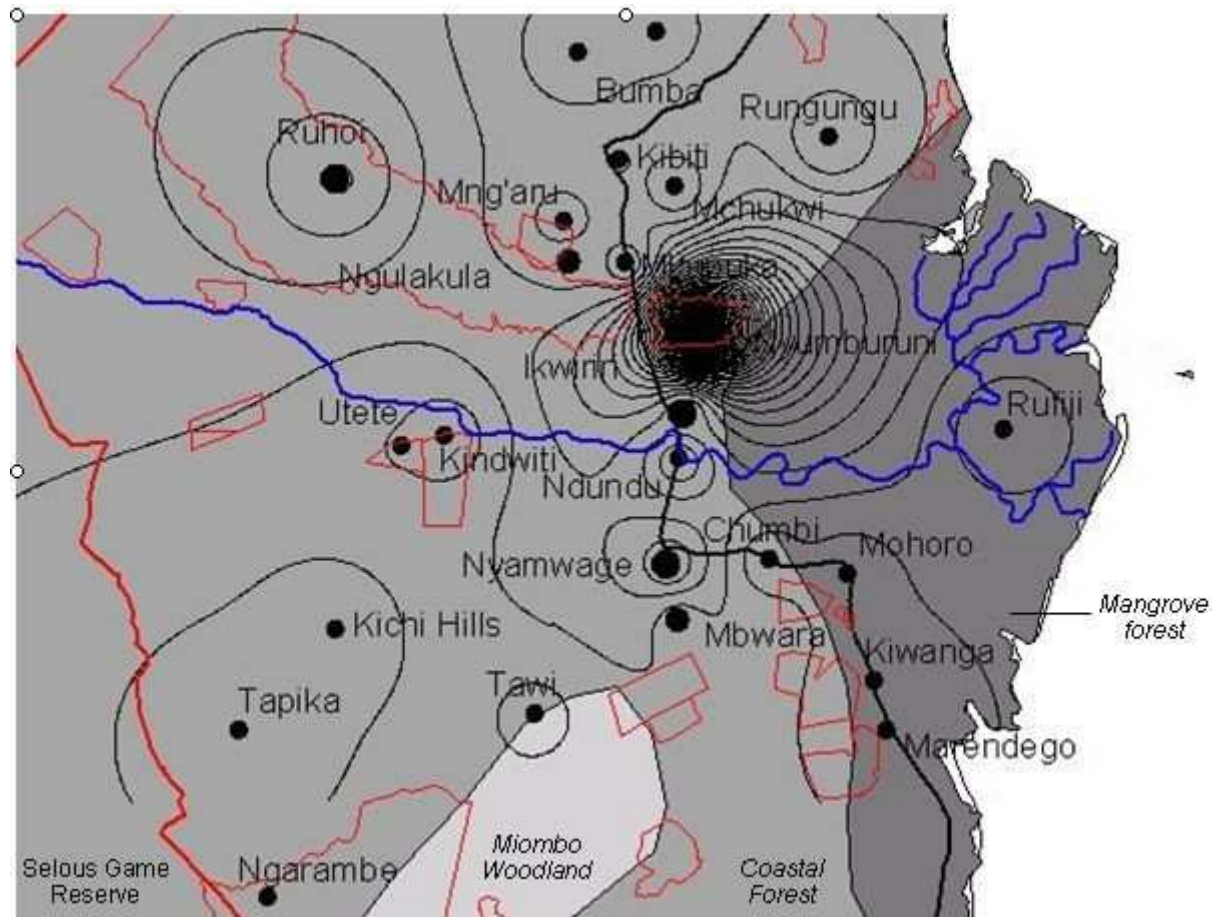 Bumba
Rungungu
Ruhoi
Kibiti
Mng'aru
Mchukwi
Ngulakula
Nyumburuni
Utete
Rufiji
Kindwiti
Ndundu
Chumbi
Nyamwage
Mohoro
Mangrove
forest
Kichi Hills
Mbwara
Kiwanga
Tawi
Tapika
Marendego
Selous Game
Reserve
Ngarambe
Miombo
Woodland
Coastal
Forest